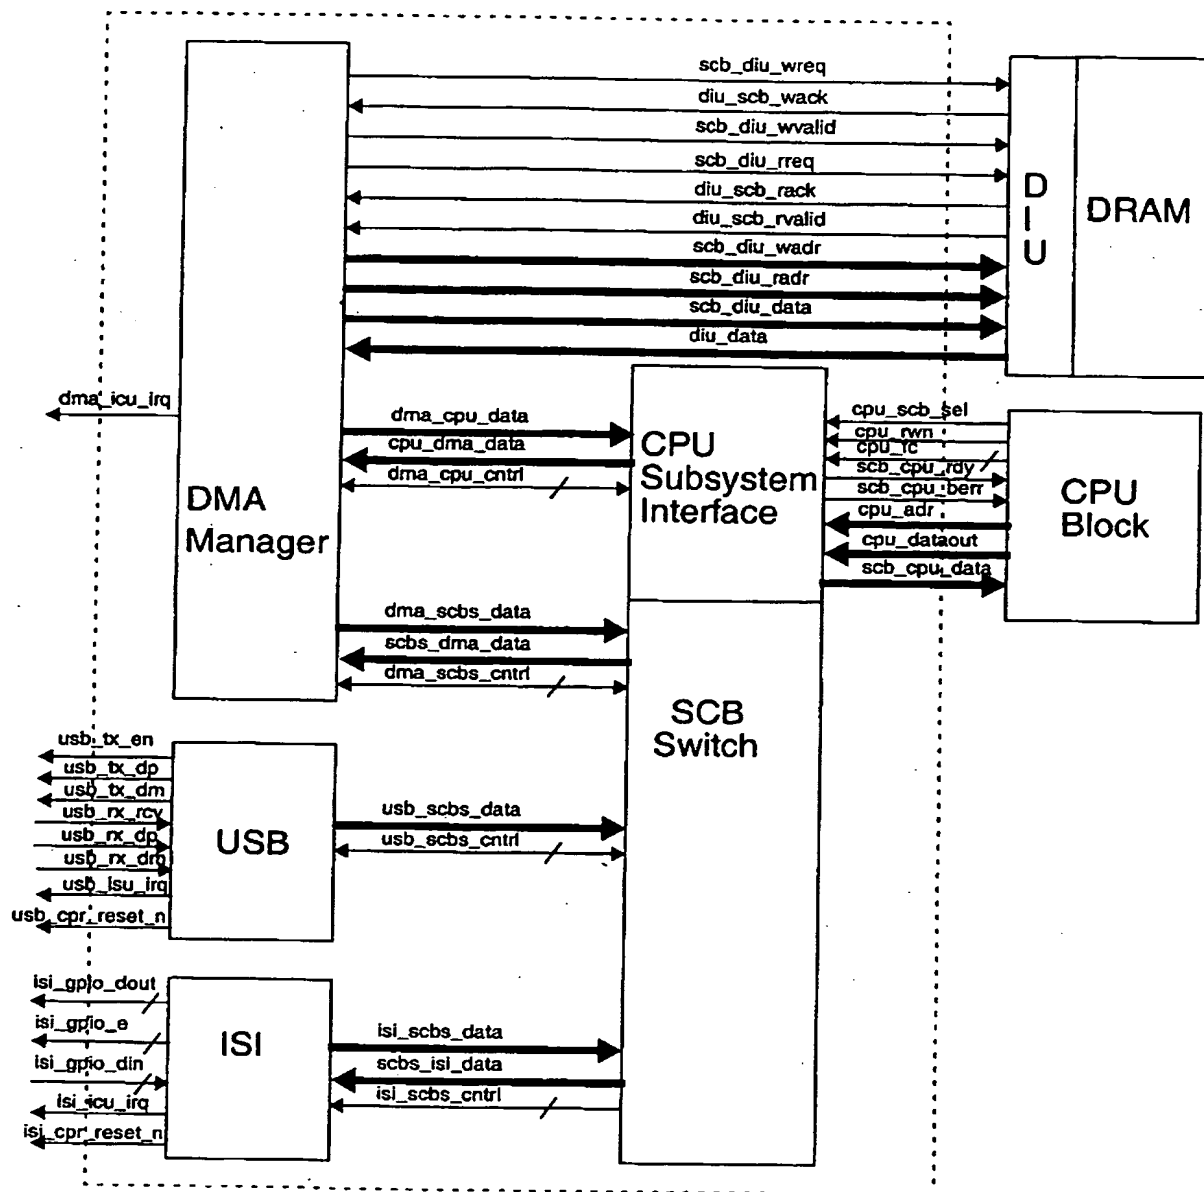 scb_diu_wreq
diu_scb_wack
scb_diu_wvalid
scb_diu_rreq
diu_scb_rack
diu_scb_rvalid
scb_diu_wadr
scb_diu_radr
scb_diu_data
diu_data
D
I
U
DRAM
dma_icu_irq
DMA
Manager
dma_cpu_data
cpu_dma_data
dma_cpu_cntrl
CPU
Subsystem
Interface
cpu_scb_sel
cpu_rwn
cpu_rc
scb_cpu_rdy
scb_cpu_berr
cpu_adr
cpu_dataout
scb_cpu_data
CPU
Block
dma_scbs_data
scbs_dma_data
dma_scbs_cntrl
SCB
Switch
usb_tx_en
usb_tx_dp
usb_tx_dm
usb_rx_rcv
usb_rx_dp
usb_rx_dm
usb_isu_irq
usb_cpr_reset_n
USB
usb_scbs_data
usb_scbs_cntrl
isi_gpio_dout
isi_gpio_e
isi_gpio_din
isi_icu_irq
isi_cpr_reset_n
ISI
isi_scbs_data
scbs_isi_data
isi_scbs_cntrl